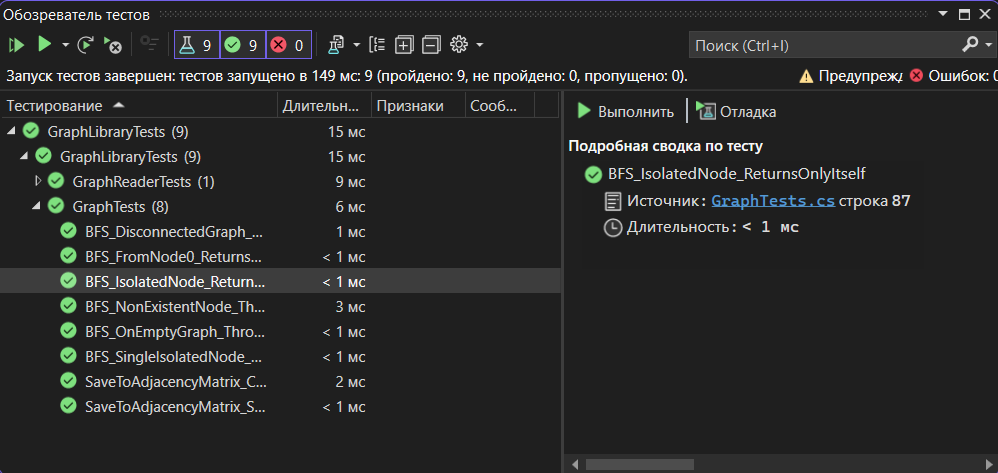 Обозреватель тестов
9 9 0
Поиск (Ctrl+I)
Запуск тестов завершен: тестов запущено в 149 мс: 9 (пройдено: 9, не пройдено: 0, пропущено: 0).
Предупрежд Ошибок: 0
Тестирование Длительн... Признаки Сооб...
GraphLibraryTests (9) 15 мс
GraphLibraryTests (9) 15 мс
GraphReaderTests (1) 9 мс
GraphTests (8) 6 мс
BFS_DisconnectedGraph_... 1 мс
BFS_FromNode0_Returns... < 1 мс
BFS_IsolatedNode_Return... < 1 мс
BFS_NonExistentNode_Th... 3 мс
BFS_OnEmptyGraph_Thro... < 1 мс
BFS_SingleIsolatedNode_... < 1 мс
SaveToAdjacencyMatrix_C... 2 мс
SaveToAdjacencyMatrix_S... < 1 мс
Выполнить Отладка
Подробная сводка по тесту
BFS_IsolatedNode_ReturnsOnlyItself
Источник: GraphTests.cs строка 87
Длительность: < 1 мс